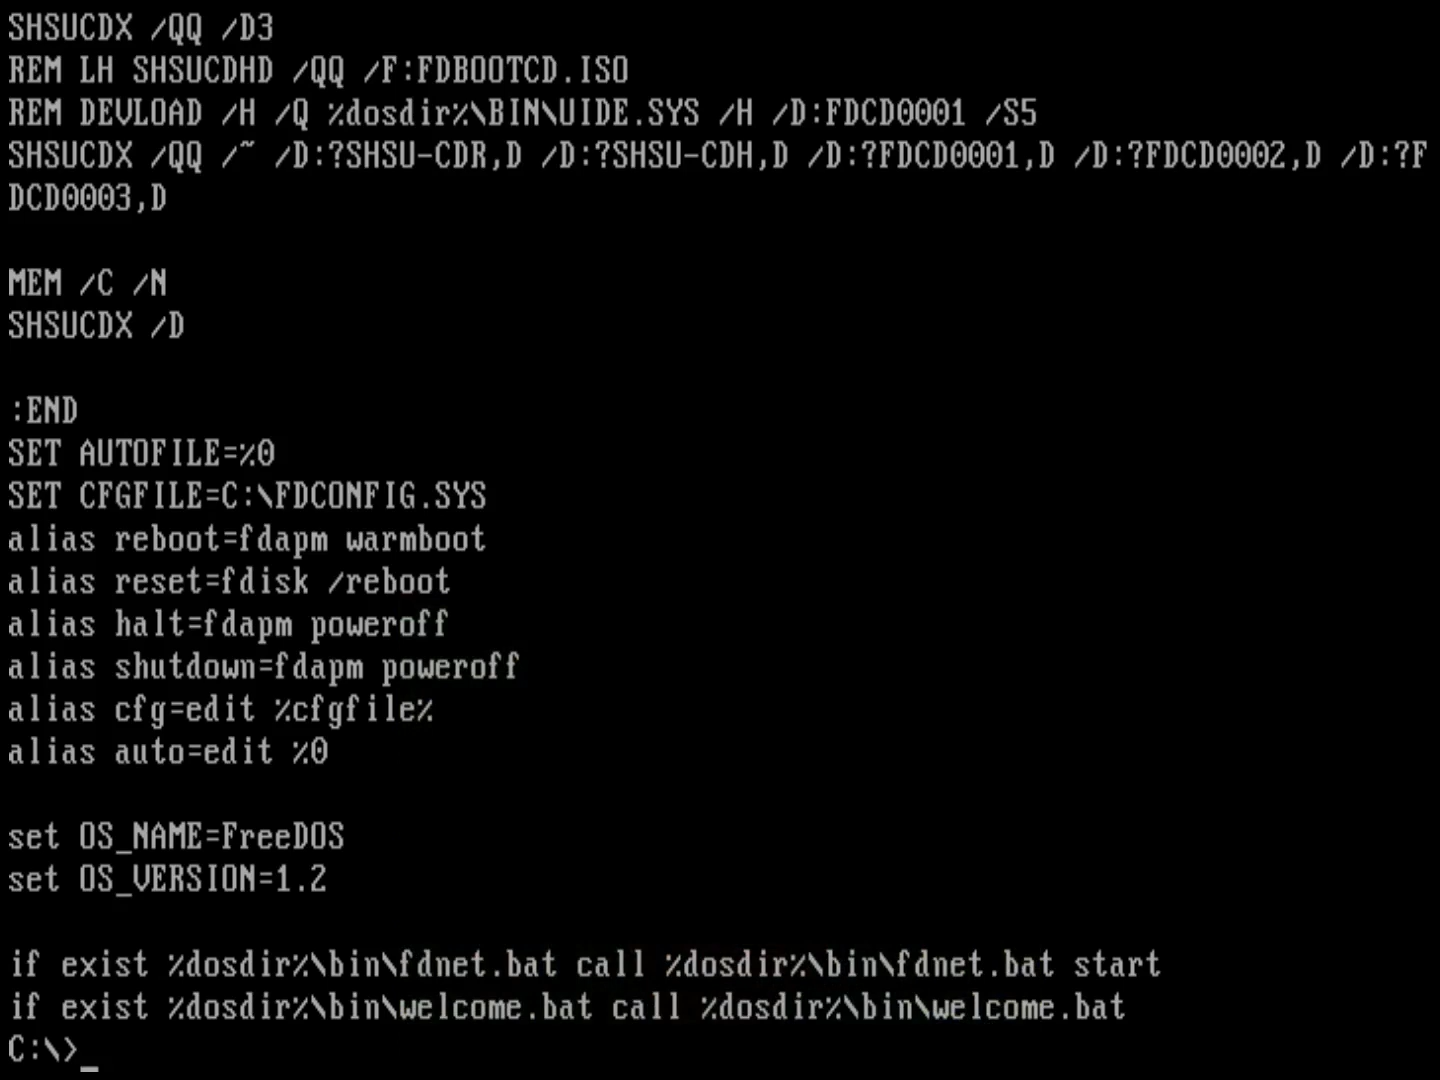 SHSUCDX /QQ /D3
REM LH SHSUCDHD /QQ /F:FDBOOTCD.ISO
REM DEVLOAD /H /Q %dosdir%\BIN\UIDE.SYS /H /D:FDCD0001 /S5
SHSUCDX /QQ /~ /D:?SHSU-CDR,D /D:?SHSU-CDH,D /D:?FDCD0001,D /D:?FDCD0002,D /D:?F
DCD0003,D
MEM /C /N
SHSUCDX /D
:END
SET AUTOFILE=%0
SET CFGFILE=C:\FDCONFIG.SYS
alias reboot=fdapm warmboot
alias reset=fdisk /reboot
alias halt=fdapm poweroff
alias shutdown=fdapm poweroff
alias cfg=edit %cfgfile%
alias auto=edit %0
set OS_NAME=FreeDOS
set OS_VERSION=1.2
if exist %dosdir%\bin\fdnet.bat call %dosdir%\bin\fdnet.bat start
if exist %dosdir%\bin\welcome.bat call %dosdir%\bin\welcome.bat
C:\>_